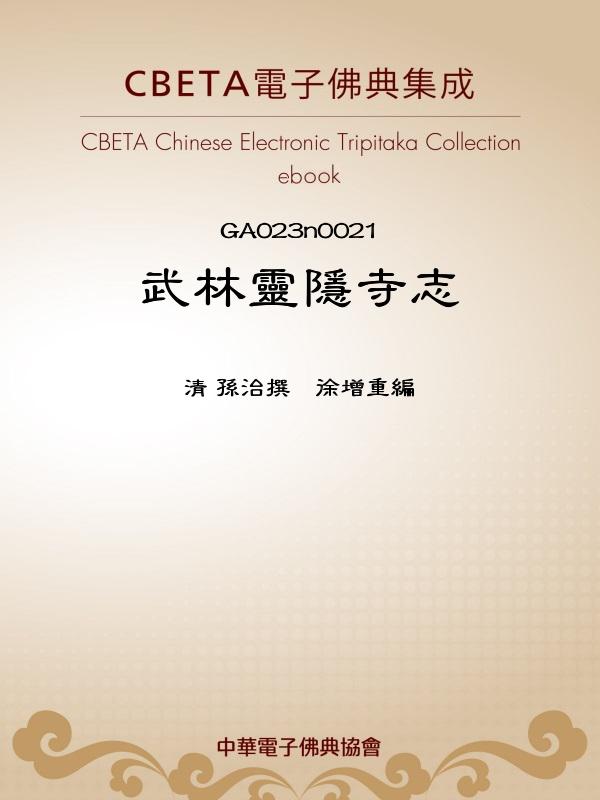 CBETA電子佛典集成
CBETA Chinese Electronic Tripitaka Collection
ebook
GA023n0021
武林靈隱寺志
清 孫治撰 徐增重編
中華電子佛典協會